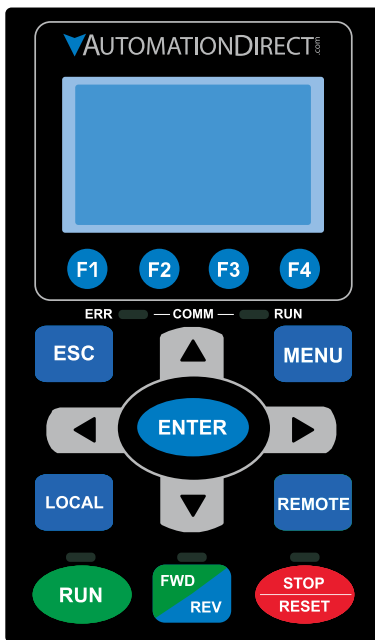 AUTOMATIONDIRECT.com
F1 F2 F3 F4
ERR COMM RUN
ESC MENU
ENTER
LOCAL REMOTE
RUN FWD STOP
REV RESET